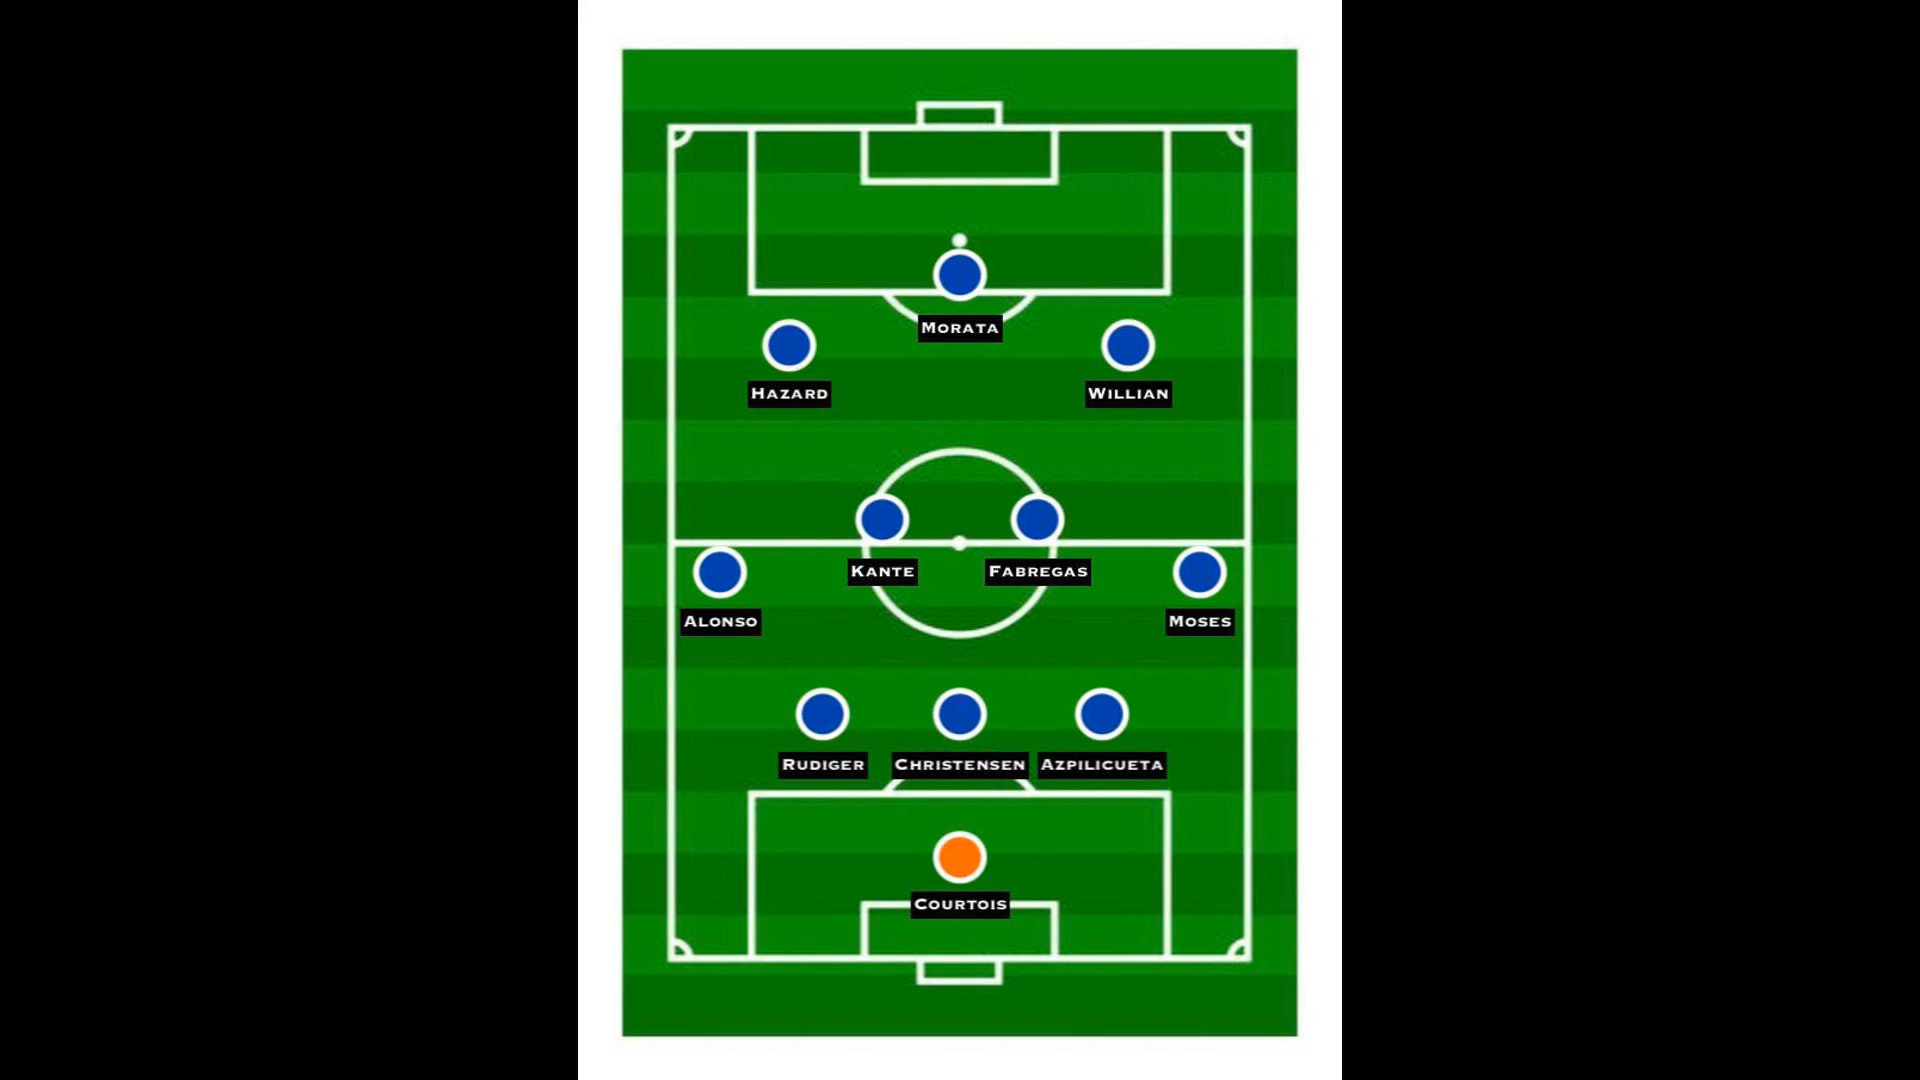 Morata
Hazard
Willian
Kante
Fabregas
Alonso
Moses
Rudiger
Christensen
Azpilicueta
Courtois